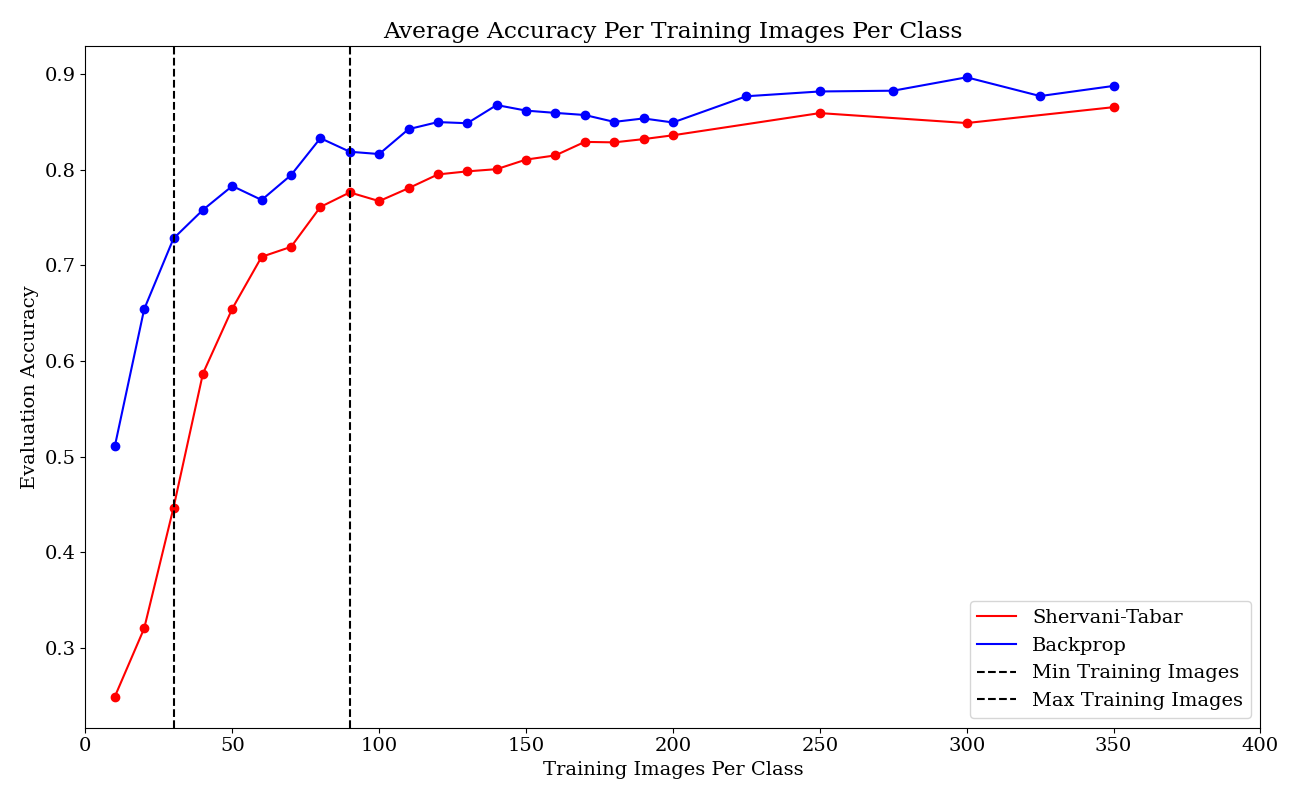 Average Accuracy Per Training Images Per Class
0.9
0.8
0.7
0.6
0.5
0.4
0.3
Evaluation Accuracy
Shervani-Tabar
Backprop
Min Training Images
Max Training Images
0 50 100 150 200 250 300 350 400
Training Images Per Class